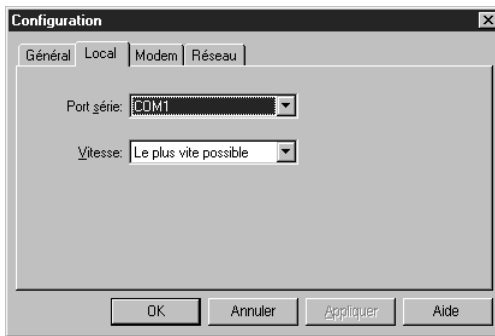 Configuration
Général Local Modem Réseau
Port série: COM1
Vitesse: Le plus vite possible
OK Annuler Appliquer Aide